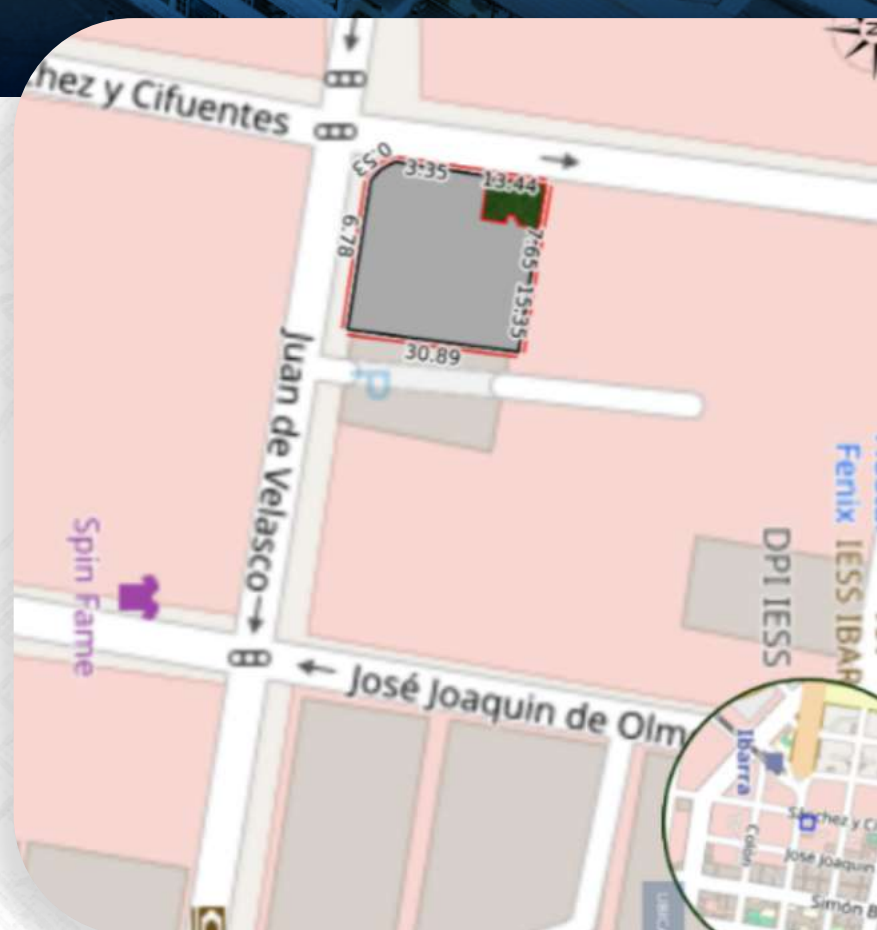 hez y Cifuentes
0.53
3.35
13.44
6.78
7.65
15.35
30.89
P
Juan de Velasco
Spin Fame
José Joaquin de Olm
DPI IESS
Fenix
IESS IBAR
Ibarra
Sánchez y C
Colón
José Joaquin
Simón B